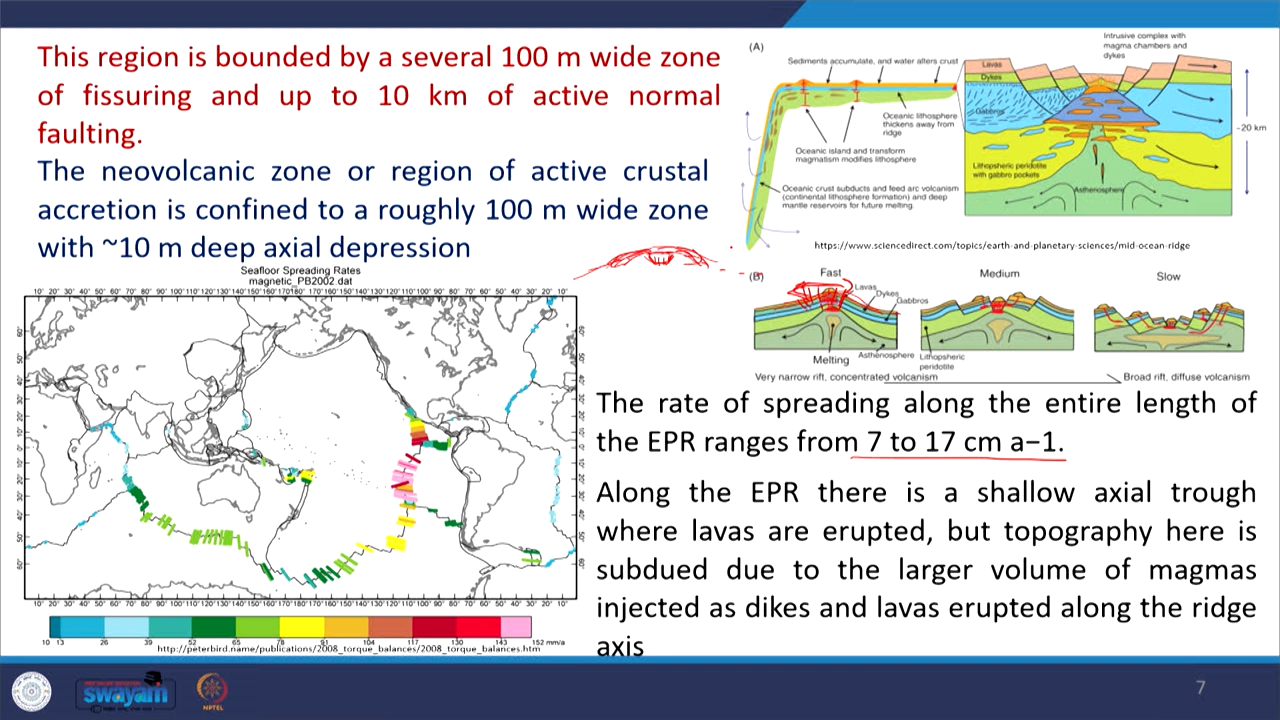 This region is bounded by a several 100 m wide zone
of fissuring and up to 10 km of active normal
faulting.
The neovolcanic zone or region of active crustal
accretion is confined to a roughly 100 m wide zone
with ~10 m deep axial depression
(A)
Sediments accumulate, and water alters crust
Intrusive complex with
magma chambers and
dykes
Lavas
Dykes
Gabbros
Oceanic lithosphere
thickens away from
ridge
Oceanic island and transform
magmatism modifies lithosphere
~20 km
Lithospheric peridotite
with gabbro pockets
Asthenosphere
Oceanic crust subducts and feed arc volcanism
(continental lithosphere formation) and deep
mantle reservoirs for future melting.
https://www.sciencedirect.com/topics/earth-and-planetary-sciences/mid-ocean-ridge
(B)
Fast
Medium
Slow
Lavas
Dykes
Gabbros
Melting
Asthenosphere
Lithospheric
peridotite
Very narrow rift, concentrated volcanism
Broad rift, diffuse volcanism
Seafloor Spreading Rates
magnetic_PB2002.dat
10 13 26 39 52 65 78 91 104 117 130 143 152 mm/a
http://peterbird.name/publications/2008_torque_balances/2008_torque_balances.htm
The rate of spreading along the entire length of
the EPR ranges from 7 to 17 cm a−1.
Along the EPR there is a shallow axial trough
where lavas are erupted, but topography here is
subdued due to the larger volume of magmas
injected as dikes and lavas erupted along the ridge
axis
swayam
NPTEL
7